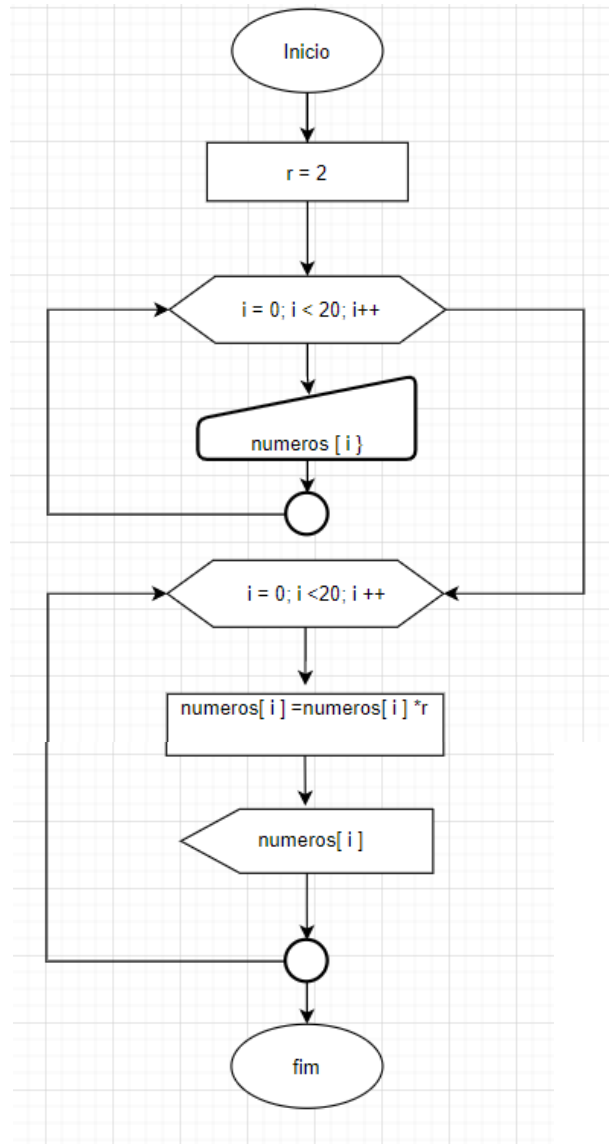 Inicio
r = 2
i = 0; i < 20; i++
numeros [ i }
i = 0; i <20; i ++
numeros[ i ] =numeros[ i ] *r
numeros[ i ]
fim